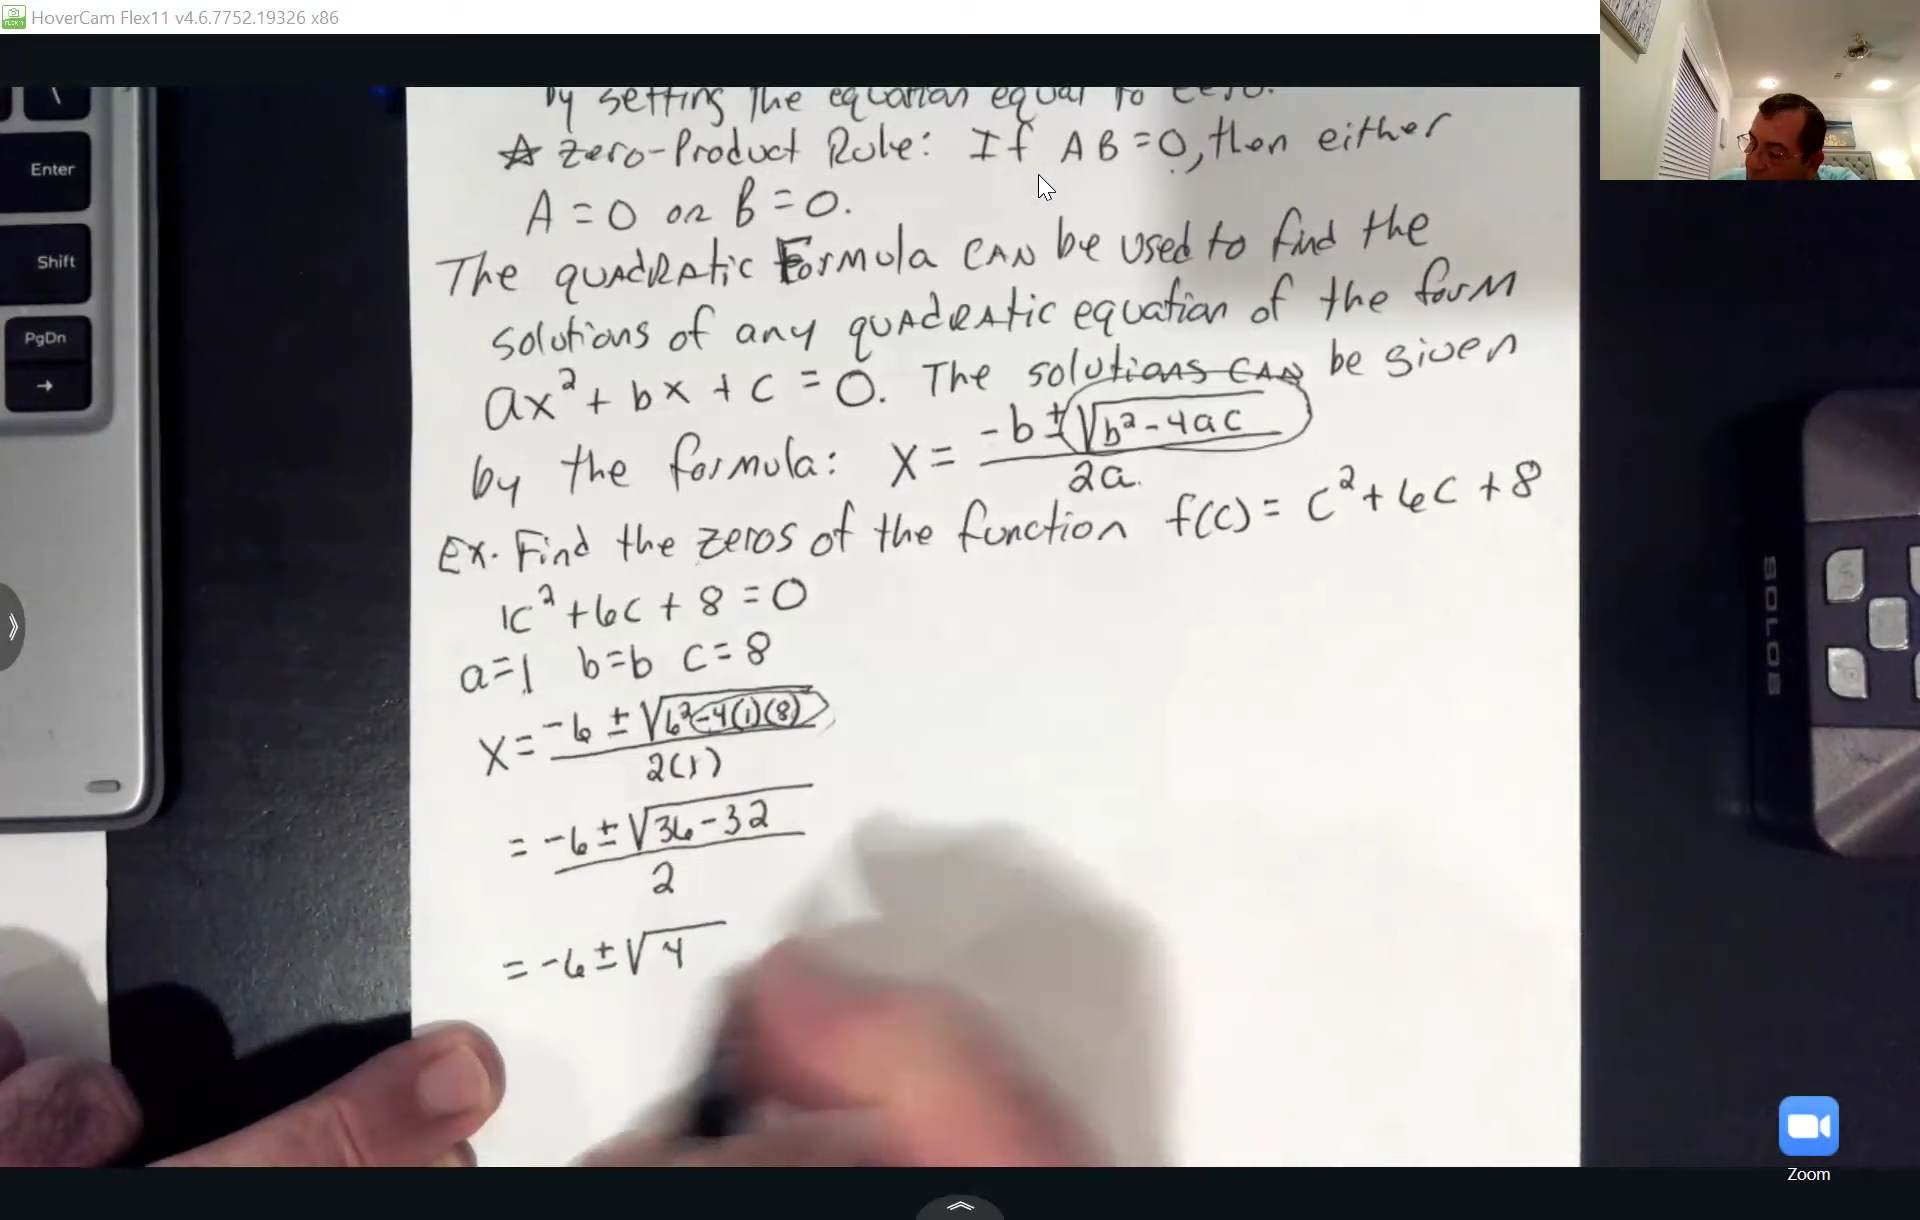 HoverCam Flex11 v4.6.7752.19326 x86
by setting the equation equal to zero.
☆ Zero-Product Rule: If AB = 0, then either
A = 0 or B = 0.
The quadratic Formula can be used to find the
solutions of any quadratic equation of the form
ax² + bx + c = 0. The solutions can be given
by the formula: x = (-b ± √(b² - 4ac)) / 2a.
Ex. Find the zeros of the function f(c) = c² + 6c + 8
1c² + 6c + 8 = 0
a=1 b=6 c=8
x = (-6 ± √(6² - 4(1)(8))) / 2(1)
= (-6 ± √(36 - 32)) / 2
= -6 ± √4
\
Enter
Shift
PgDn
→
SOLO8
Zoom